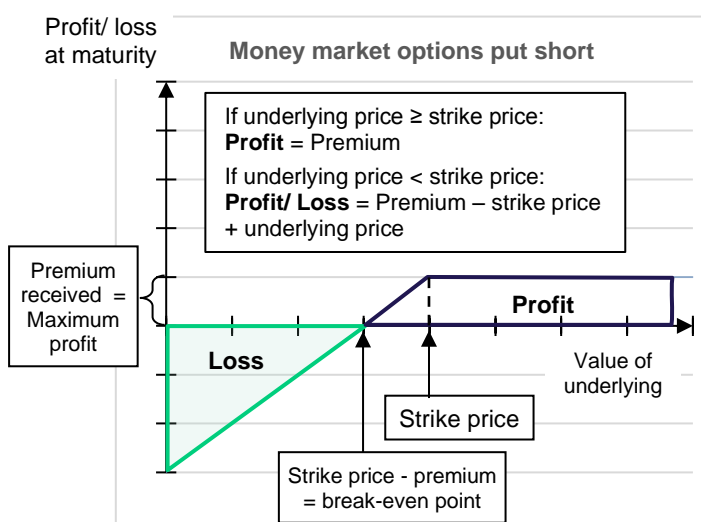 Profit/ loss
at maturity
Money market options put short
If underlying price ≥ strike price:
Profit = Premium
If underlying price < strike price:
Profit/ Loss = Premium – strike price
+ underlying price
Premium
received =
Maximum
profit
Profit
Loss
Value of
underlying
Strike price
Strike price - premium
= break-even point